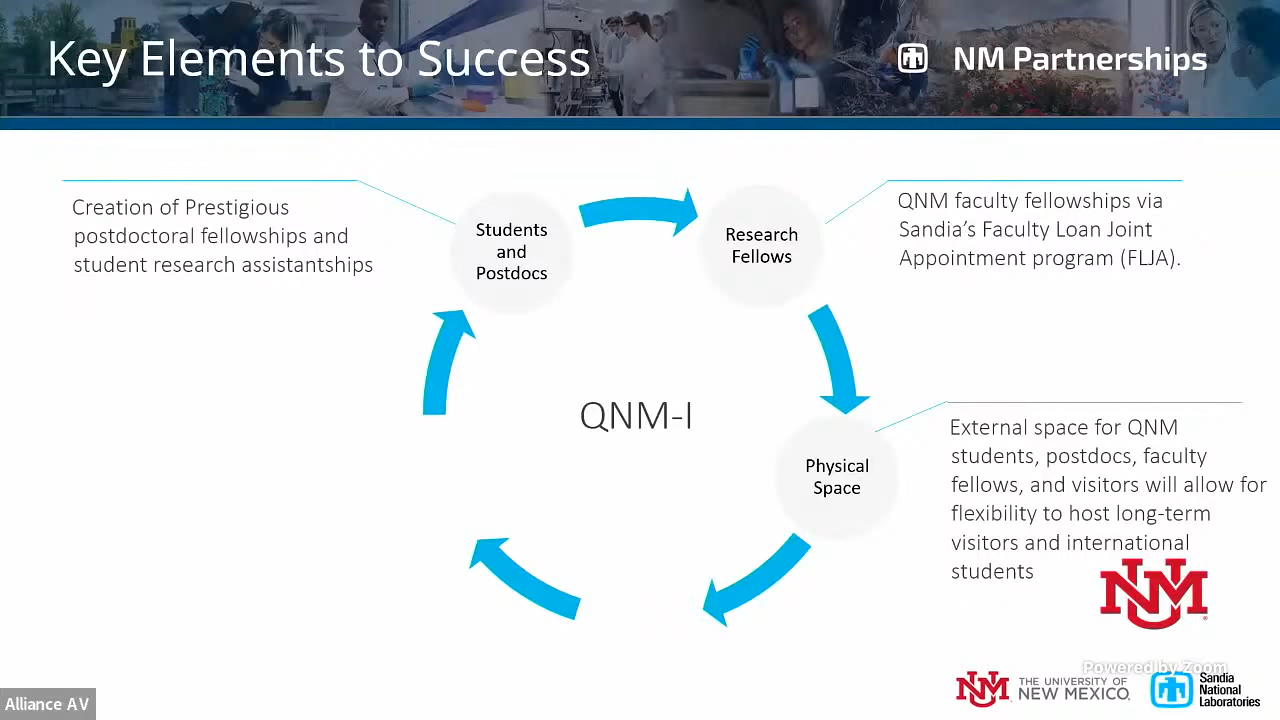 Key Elements to Success
NM Partnerships
Creation of Prestigious
postdoctoral fellowships and
student research assistantships
Students
and
Postdocs
Research
Fellows
QNM faculty fellowships via
Sandia’s Faculty Loan Joint
Appointment program (FLJA).
QNM-I
Physical
Space
External space for QNM
students, postdocs, faculty
fellows, and visitors will allow for
flexibility to host long-term
visitors and international
students
UNM
Powered by Zoom
UNM
THE UNIVERSITY OF
NEW MEXICO
Sandia
National
Laboratories
Alliance AV